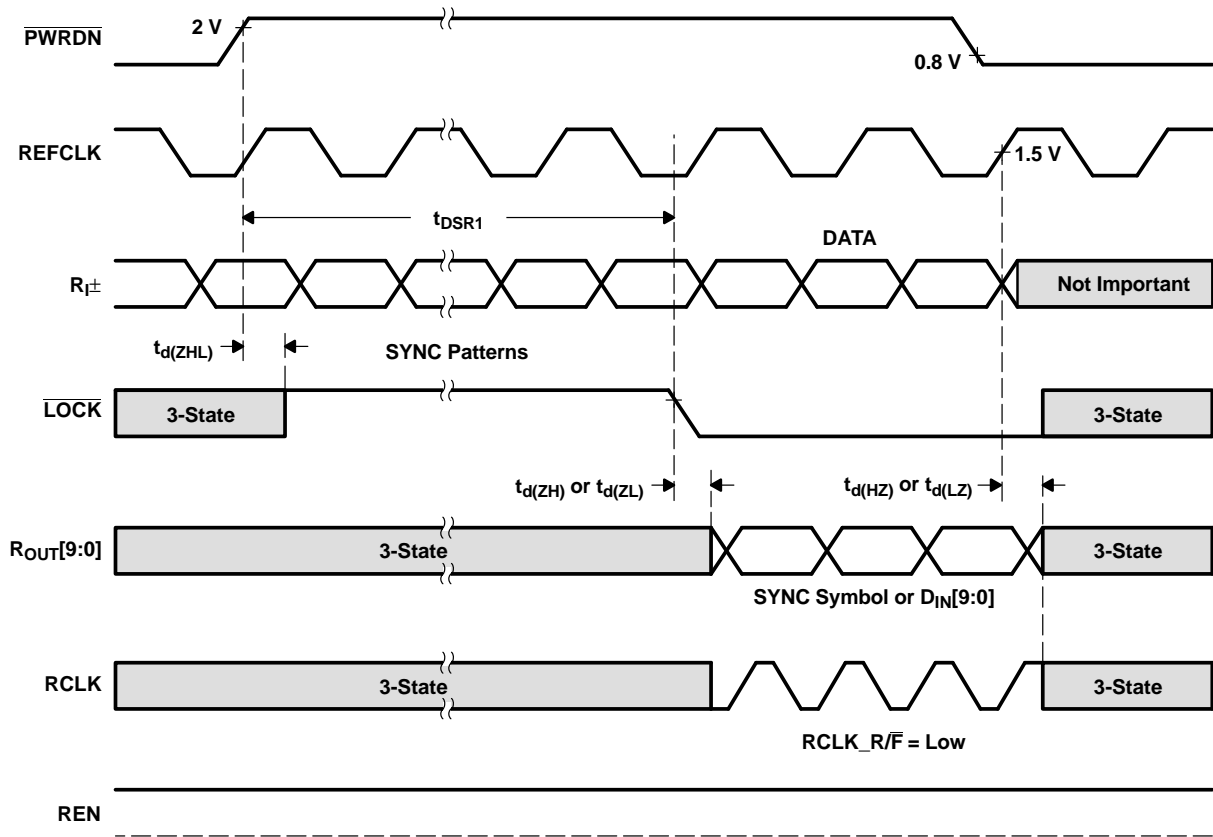 PWRDN
2 V
0.8 V
REFCLK
1.5 V
tDSR1
DATA
RI±
Not Important
td(ZHL)
SYNC Patterns
LOCK
3-State
3-State
td(ZH) or td(ZL)
td(HZ) or td(LZ)
ROUT[9:0]
3-State
3-State
SYNC Symbol or DIN[9:0]
RCLK
3-State
3-State
RCLK_R/F = Low
REN